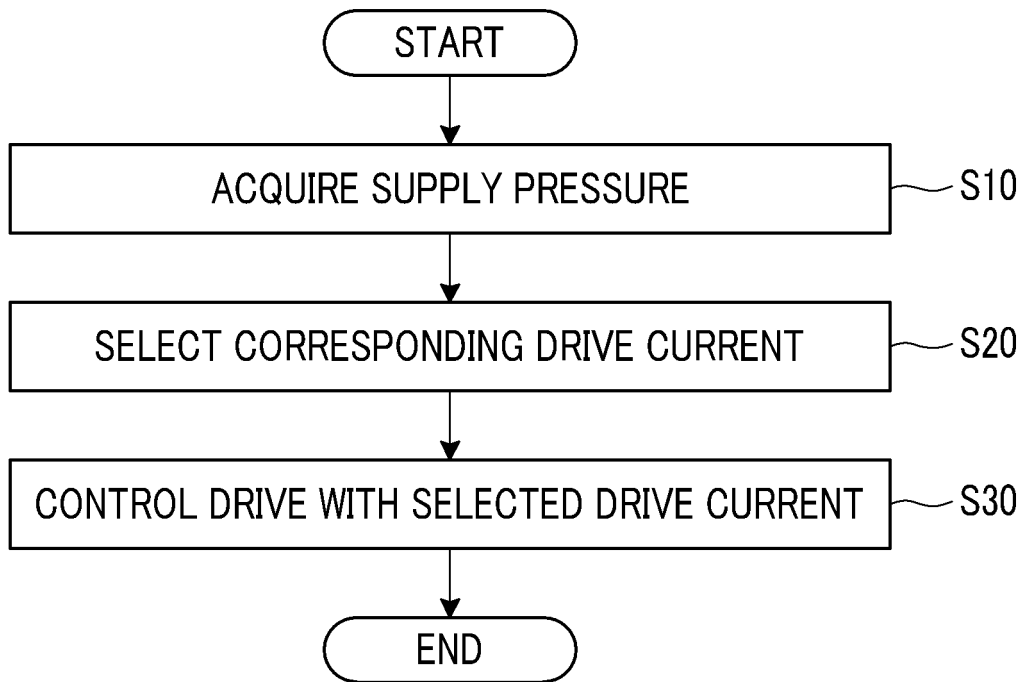 START
ACQUIRE SUPPLY PRESSURE
S10
SELECT CORRESPONDING DRIVE CURRENT
S20
CONTROL DRIVE WITH SELECTED DRIVE CURRENT
S30
END